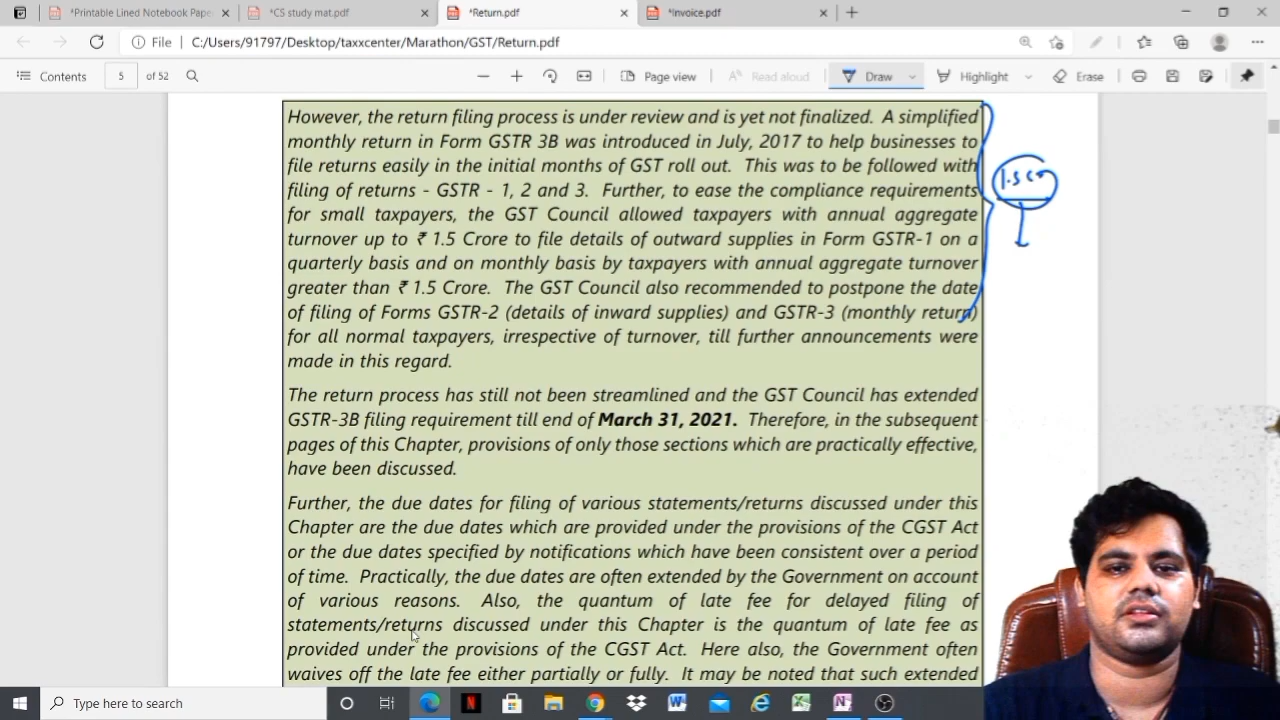 *Printable Lined Notebook Pape
*CS study mat.pdf
*Return.pdf
*Invoice.pdf
File
C:/Users/91797/Desktop/taxxcenter/Marathon/GST/Return.pdf
Contents
5
of 52
Page view
Read aloud
Draw
Highlight
Erase
However, the return filing process is under review and is yet not finalized. A simplified
monthly return in Form GSTR 3B was introduced in July, 2017 to help businesses to
file returns easily in the initial months of GST roll out. This was to be followed with
filing of returns - GSTR - 1, 2 and 3. Further, to ease the compliance requirements
for small taxpayers, the GST Council allowed taxpayers with annual aggregate
turnover up to ₹ 1.5 Crore to file details of outward supplies in Form GSTR-1 on a
quarterly basis and on monthly basis by taxpayers with annual aggregate turnover
greater than ₹ 1.5 Crore. The GST Council also recommended to postpone the date
of filing of Forms GSTR-2 (details of inward supplies) and GSTR-3 (monthly return)
for all normal taxpayers, irrespective of turnover, till further announcements were
made in this regard.
1.5 Cr
The return process has still not been streamlined and the GST Council has extended
GSTR-3B filing requirement till end of March 31, 2021. Therefore, in the subsequent
pages of this Chapter, provisions of only those sections which are practically effective,
have been discussed.
Further, the due dates for filing of various statements/returns discussed under this
Chapter are the due dates which are provided under the provisions of the CGST Act
or the due dates specified by notifications which have been consistent over a period
of time. Practically, the due dates are often extended by the Government on account
of various reasons. Also, the quantum of late fee for delayed filing of
statements/returns discussed under this Chapter is the quantum of late fee as
provided under the provisions of the CGST Act. Here also, the Government often
waives off the late fee either partially or fully. It may be noted that such extended
Type here to search